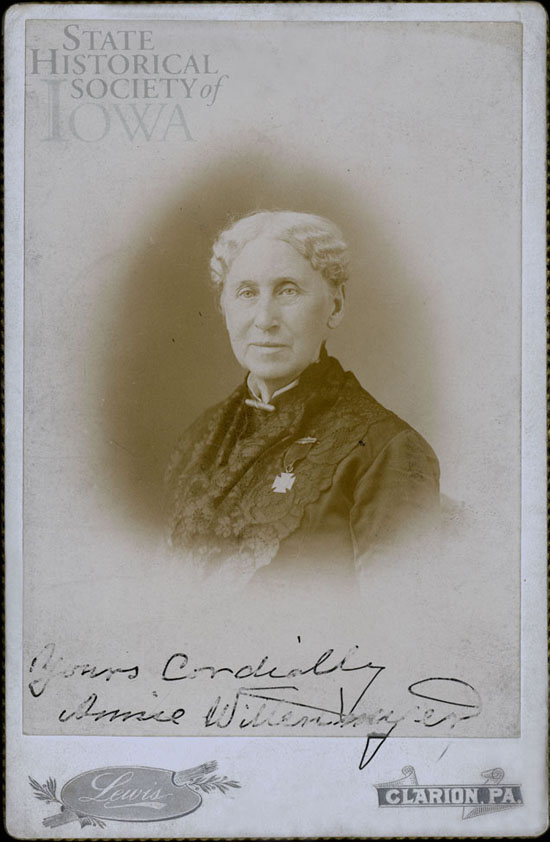 STATE
HISTORICAL
SOCIETY of
IOWA
Yours Cordially
Annie Wittenmyer
Lewis
CLARION, PA.